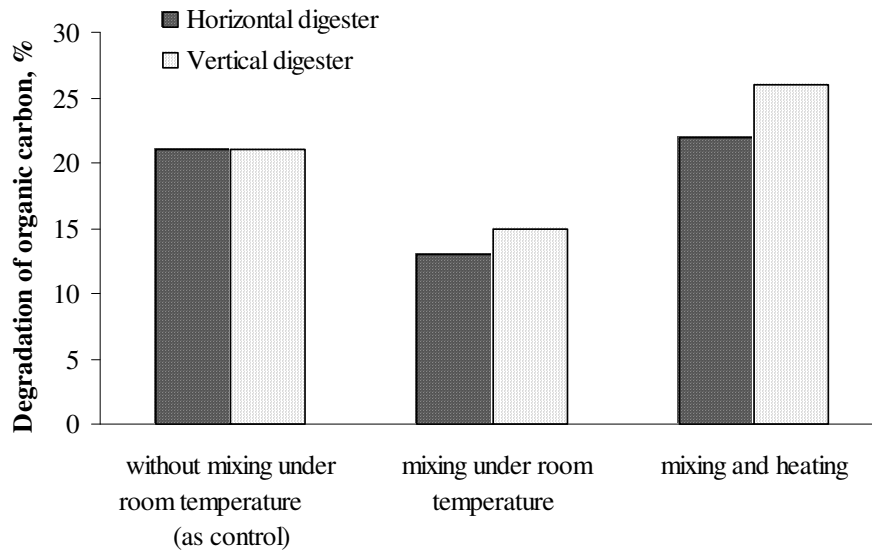 Degradation of organic carbon, %
30
25
20
15
10
5
0
Horizontal digester
Vertical digester
without mixing under
room temperature
(as control)
mixing under room
temperature
mixing and heating